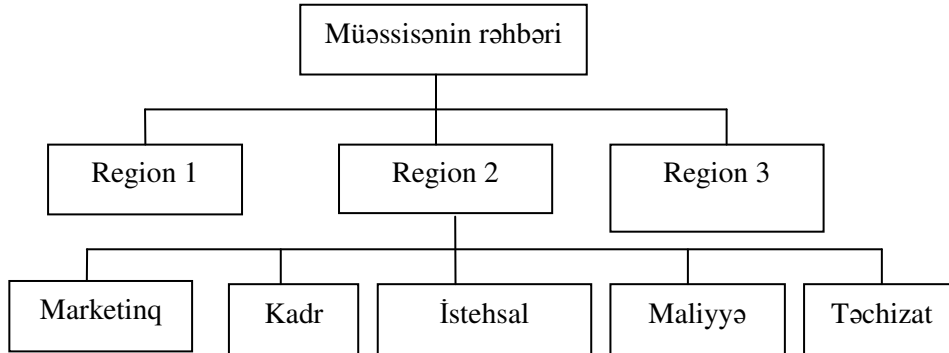 Müəssisənin rəhbəri
Region 1
Region 2
Region 3
Marketinq
Kadr
İstehsal
Maliyyə
Təchizat